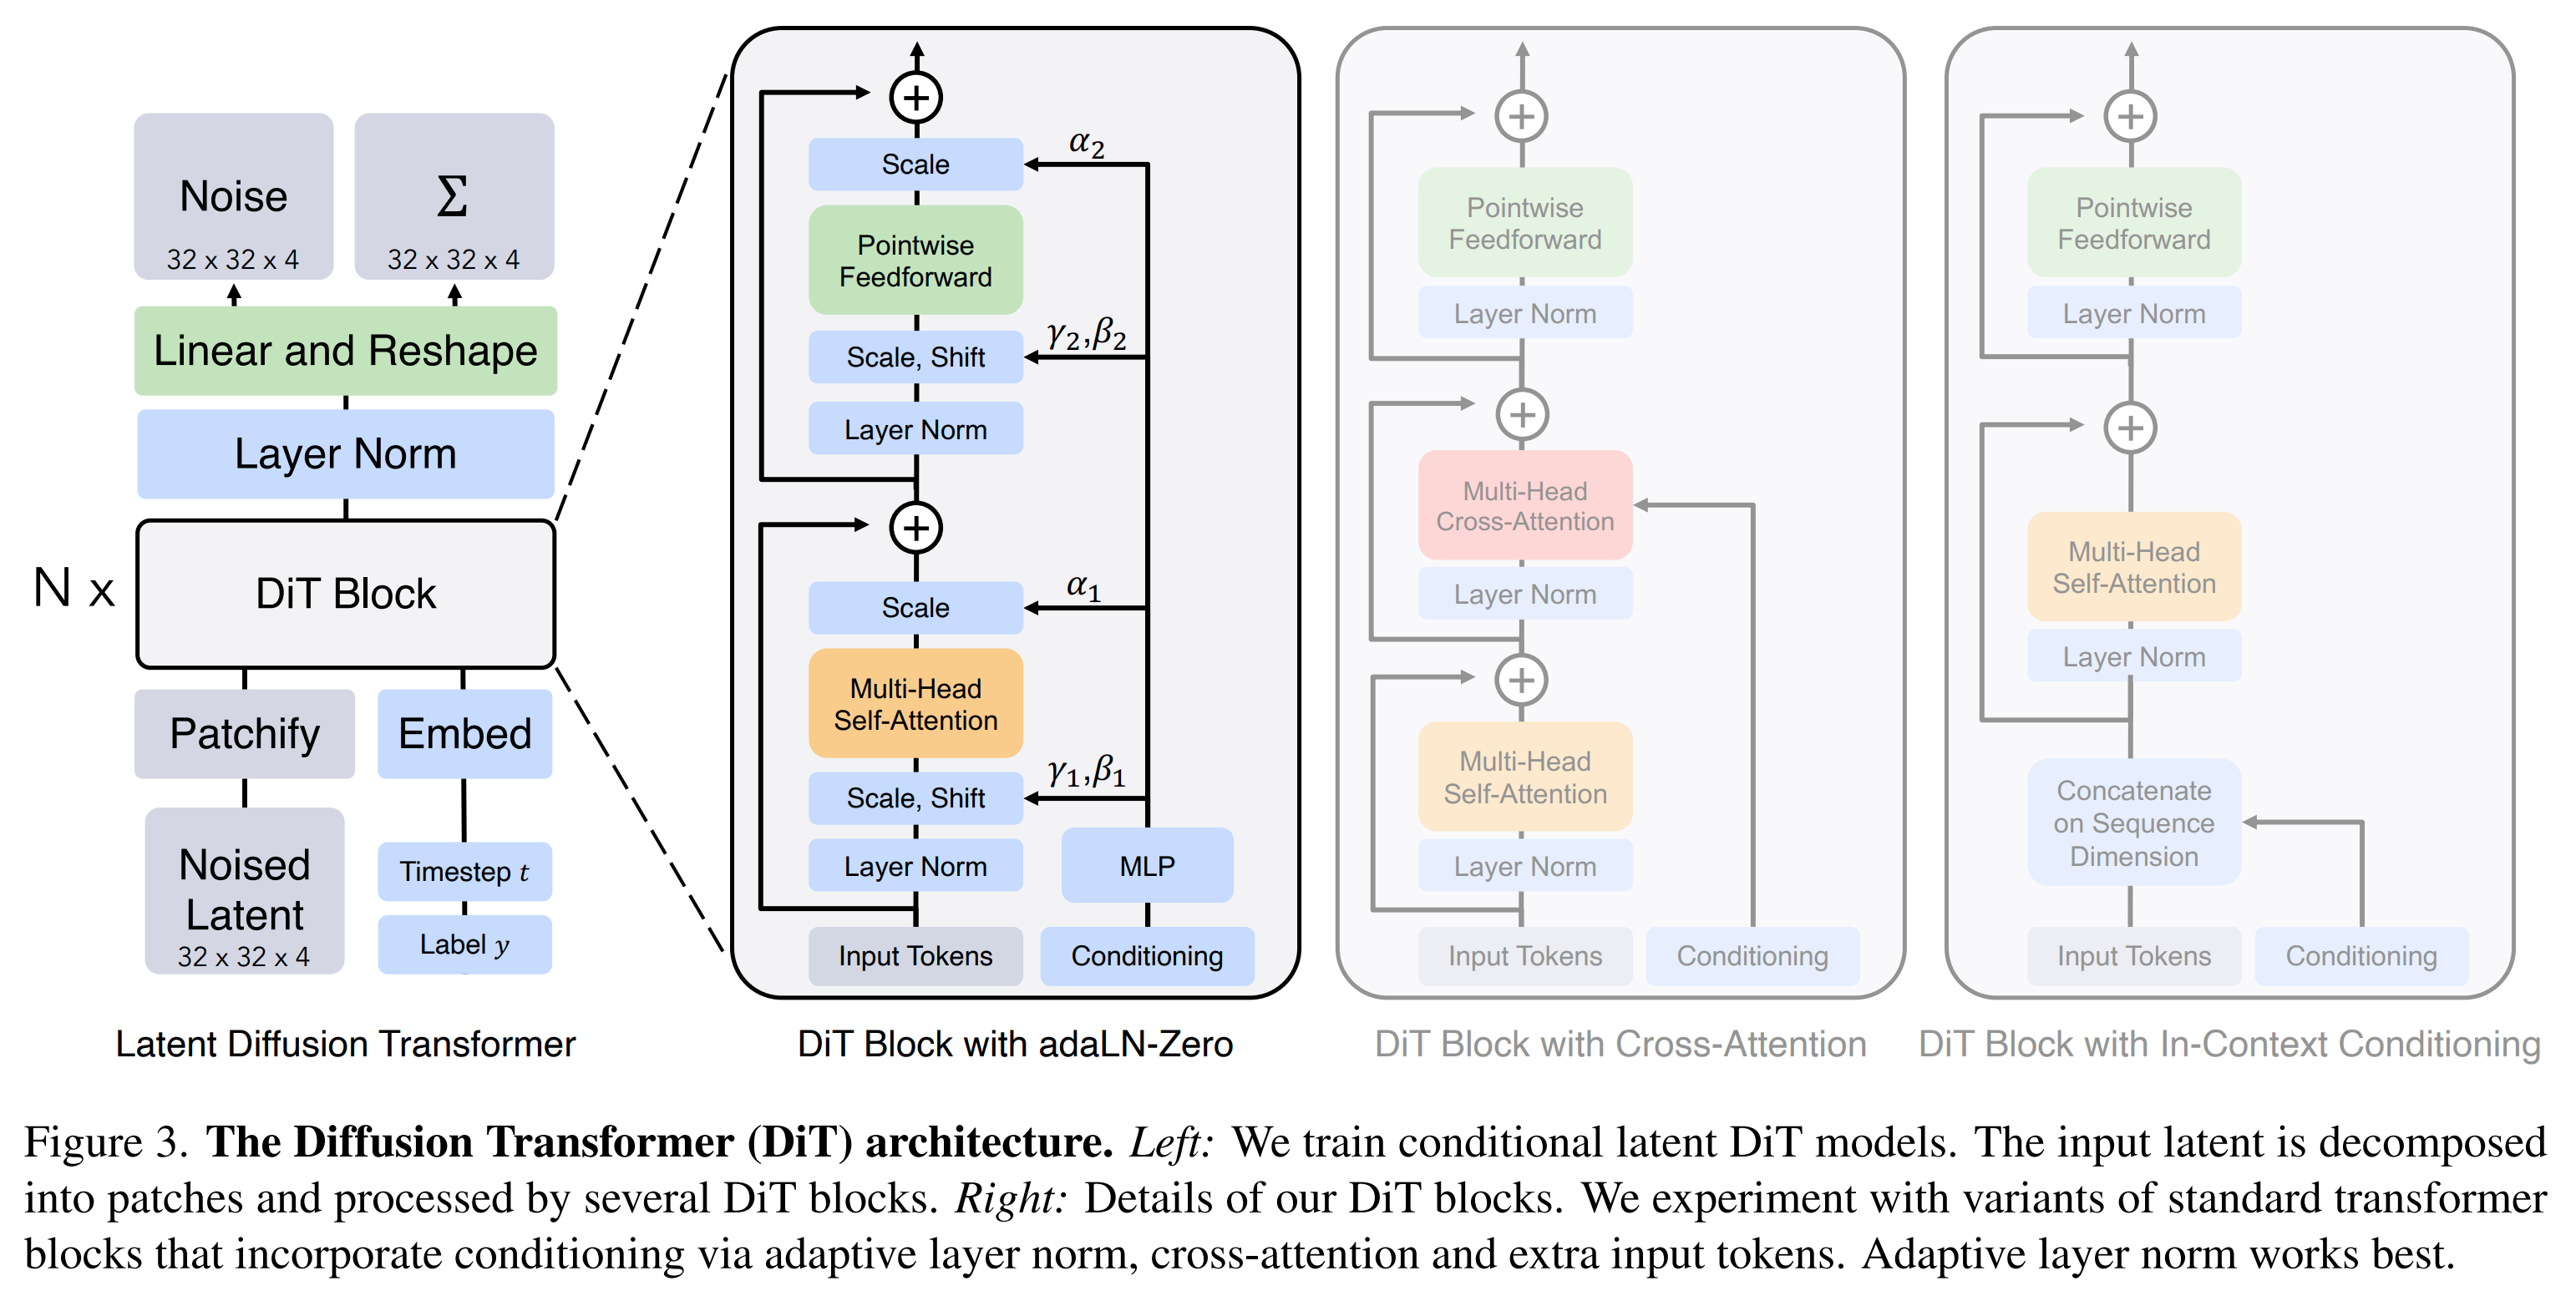 Noise
32 x 32 x 4
Σ
32 x 32 x 4
Linear and Reshape
Layer Norm
N x
DiT Block
Patchify
Embed
Noised
Latent
32 x 32 x 4
Timestep t
Label y
Latent Diffusion Transformer
+
Scale
α₂
Pointwise
Feedforward
Scale, Shift
γ₂,β₂
Layer Norm
+
Scale
α₁
Multi-Head
Self-Attention
Scale, Shift
γ₁,β₁
Layer Norm
MLP
Input Tokens
Conditioning
DiT Block with adaLN-Zero
+
Pointwise
Feedforward
Layer Norm
+
Multi-Head
Cross-Attention
Layer Norm
+
Multi-Head
Self-Attention
Layer Norm
Input Tokens
Conditioning
DiT Block with Cross-Attention
+
Pointwise
Feedforward
Layer Norm
+
Multi-Head
Self-Attention
Layer Norm
Concatenate
on Sequence
Dimension
Input Tokens
Conditioning
DiT Block with In-Context Conditioning
Figure 3. The Diffusion Transformer (DiT) architecture. Left: We train conditional latent DiT models. The input latent is decomposed
into patches and processed by several DiT blocks. Right: Details of our DiT blocks. We experiment with variants of standard transformer
blocks that incorporate conditioning via adaptive layer norm, cross-attention and extra input tokens. Adaptive layer norm works best.